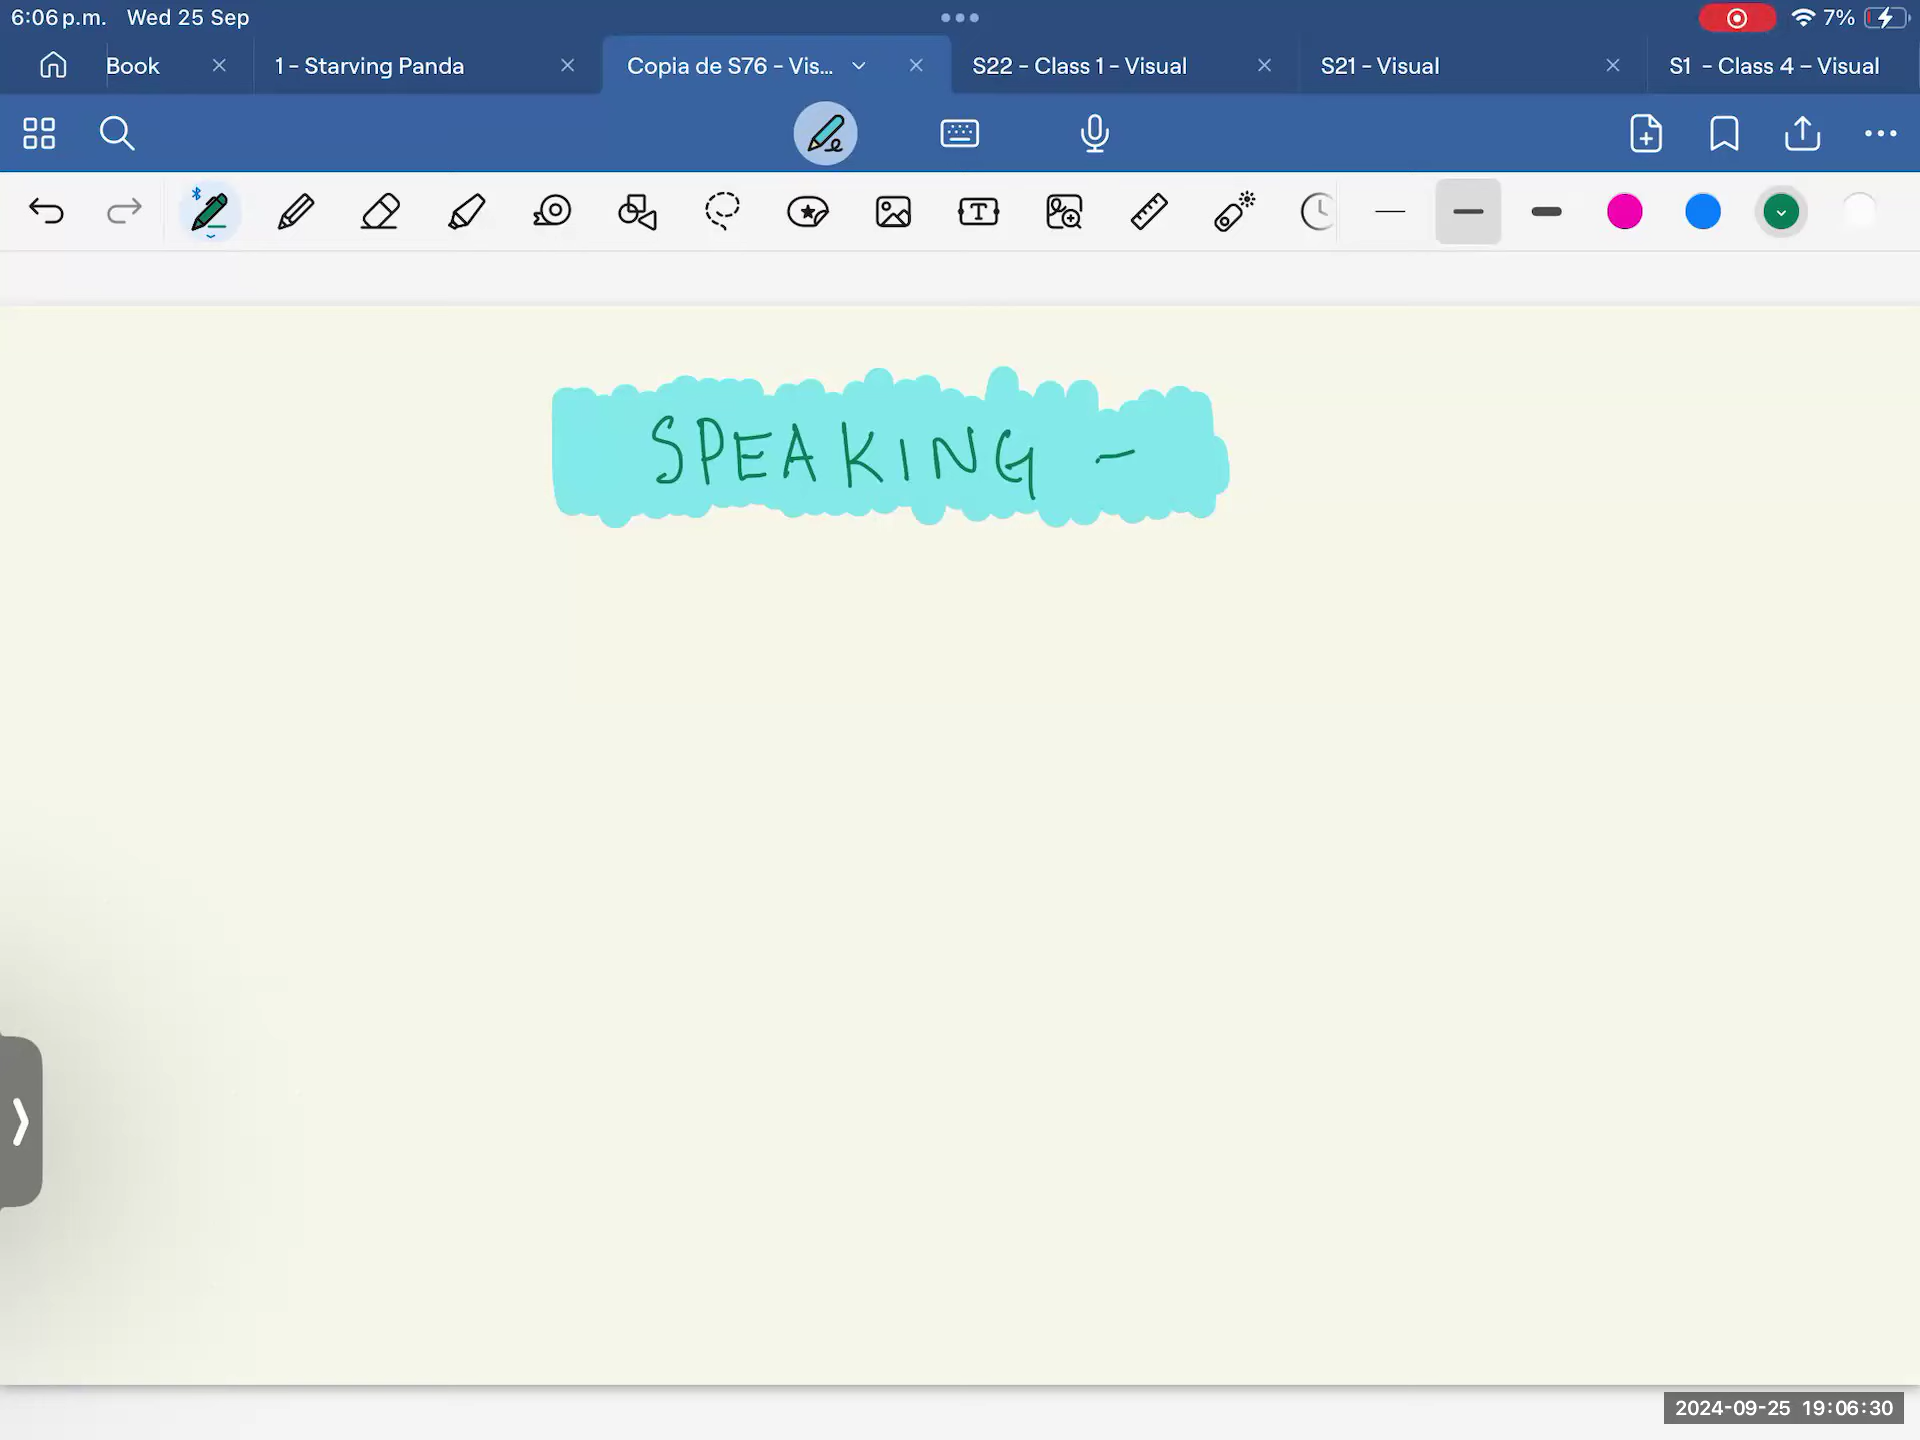 6:06 p.m. Wed 25 Sep
7%
Book
1 - Starving Panda
Copia de S76 - Vis...
S22 - Class 1 - Visual
S21 - Visual
S1 - Class 4 - Visual
T
SPEAKING -
2024-09-25 19:06:30